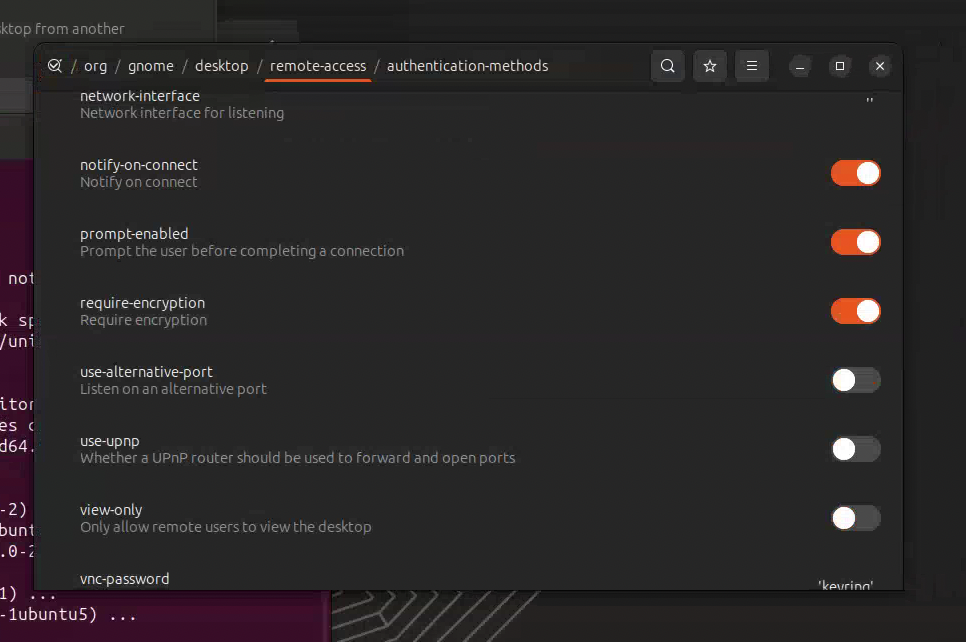 ktop from another
/ org / gnome / desktop / remote-access / authentication-methods
network-interface
Network interface for listening
''
notify-on-connect
Notify on connect
prompt-enabled
Prompt the user before completing a connection
require-encryption
Require encryption
use-alternative-port
Listen on an alternative port
use-upnp
Whether a UPnP router should be used to forward and open ports
view-only
Only allow remote users to view the desktop
vnc-password
'keyring'
not
k sp
/uni
itor
es c
d64.
-2)
bunt
.0-2
1) ...
-1ubuntu5) ...